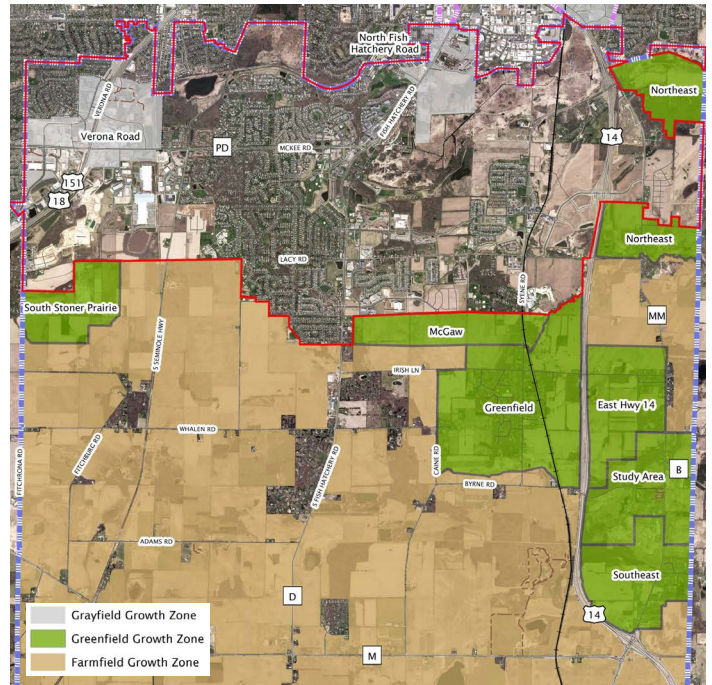 North Fish
Hatchery Road
Northeast
VERONA RD
FISH HATCHERY RD
Verona Road
14
PD
MCKEE RD
151
18
Northeast
LACY RD
SYENE RD
South Stoner Prairie
MM
McGaw
S SEMINOLE HWY
IRISH LN
Greenfield
East Hwy 14
WHALEN RD
FITCHBURG RD
FITCHRONA RD
S FISH HATCHERY RD
CAINE RD
Study Area
B
BYRNE RD
ADAMS RD
Southeast
D
14
M
Grayfield Growth Zone
Greenfield Growth Zone
Farmfield Growth Zone